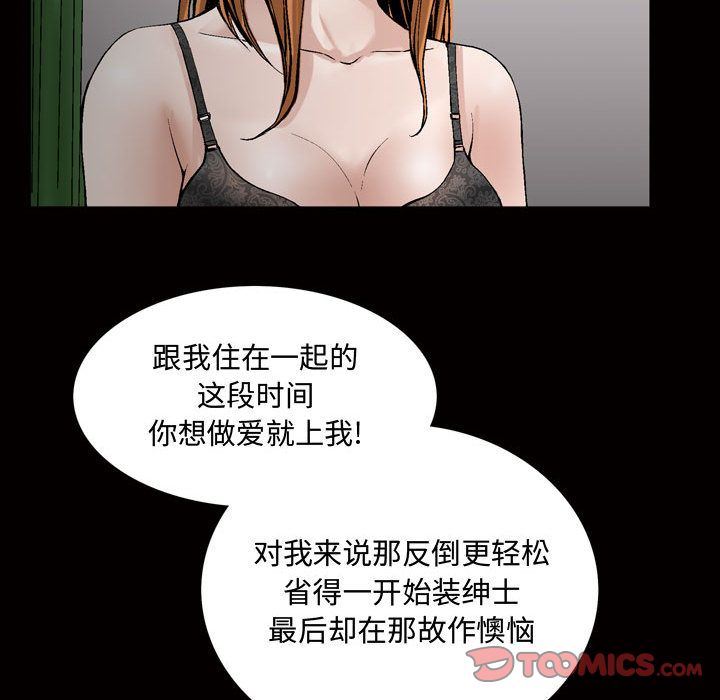 跟我住在一起的
这段时间
你想做爱就上我!
对我来说那反倒更轻松
省得一开始装绅士
最后却在那故作懊恼
TOOMICS.COM